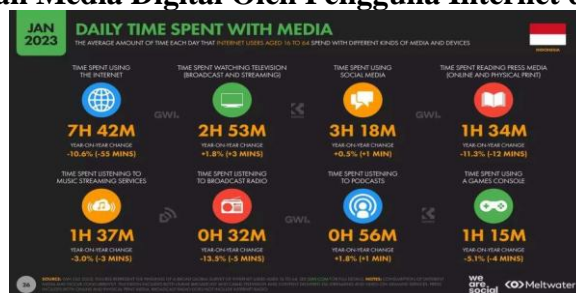 an Media Digital Oleh Pengguna Internet
JAN
2023
DAILY TIME SPENT WITH MEDIA
THE AVERAGE AMOUNT OF TIME EACH DAY THAT INTERNET USERS AGED 16 TO 64 SPEND WITH DIFFERENT KINDS OF MEDIA AND DEVICES
INDONESIA
TIME SPENT USING
THE INTERNET
7H 42M
YEAR-ON-YEAR CHANGE
-10.6% (-55 MINS)
TIME SPENT WATCHING TELEVISION
(BROADCAST AND STREAMING)
2H 53M
YEAR-ON-YEAR CHANGE
+1.8% (+3 MINS)
TIME SPENT USING
SOCIAL MEDIA
3H 18M
YEAR-ON-YEAR CHANGE
+0.5% (+1 MIN)
TIME SPENT READING PRESS MEDIA
(ONLINE AND PHYSICAL PRINT)
1H 34M
YEAR-ON-YEAR CHANGE
-11.3% (-12 MINS)
GWI.
GWI.
TIME SPENT LISTENING TO
MUSIC STREAMING SERVICES
1H 37M
YEAR-ON-YEAR CHANGE
-3.0% (-3 MINS)
TIME SPENT LISTENING
TO BROADCAST RADIO
0H 32M
YEAR-ON-YEAR CHANGE
-13.5% (-5 MINS)
TIME SPENT LISTENING
TO PODCASTS
0H 56M
YEAR-ON-YEAR CHANGE
+1.8% (+1 MIN)
TIME SPENT USING
A GAMES CONSOLE
1H 15M
YEAR-ON-YEAR CHANGE
-5.1% (-4 MINS)
GWI.
36
SOURCE:
NOTES:
we
are.
social
Meltwater